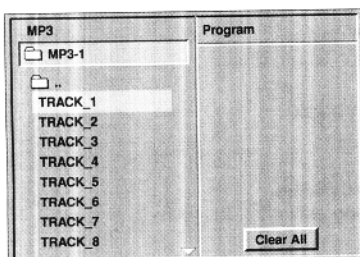 MP3
MP3-1
..
TRACK_1
TRACK_2
TRACK_3
TRACK_4
TRACK_5
TRACK_6
TRACK_7
TRACK_8
Program
Clear All